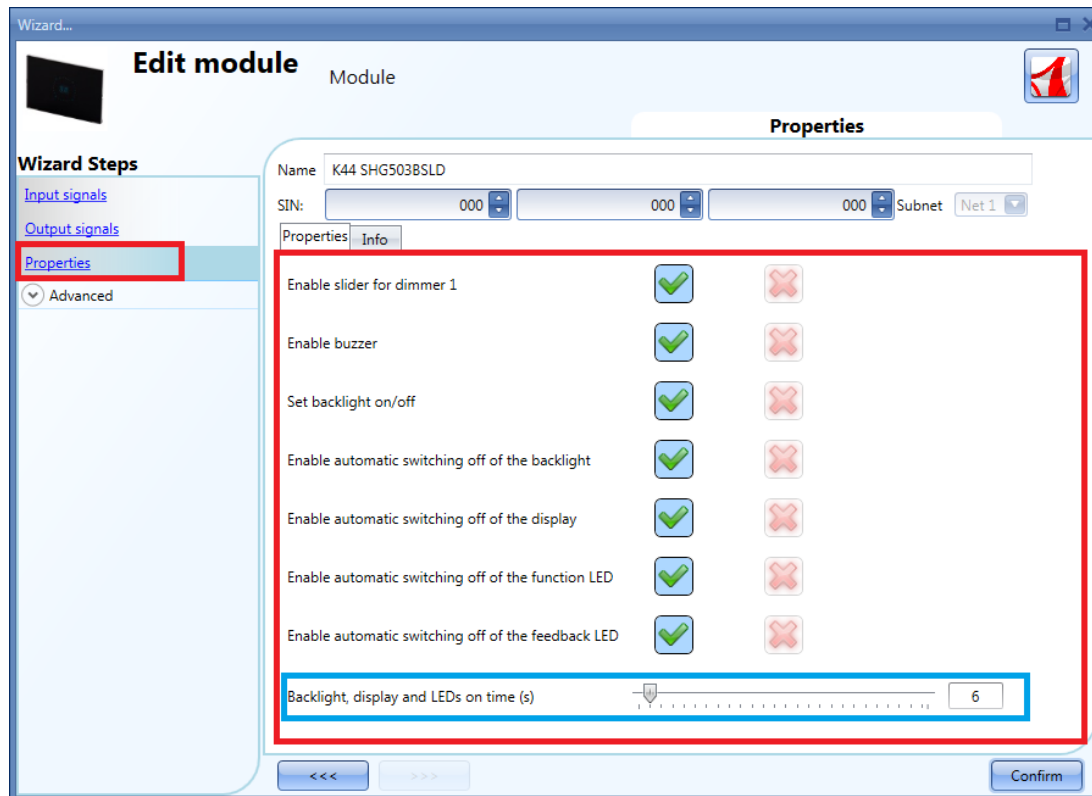 Wizard...
Edit module Module
Properties
Wizard Steps
Input signals
Output signals
Properties
Advanced
Name K44 SHG503BSLD
SIN: 000 000 000 Subnet Net 1
Properties Info
Enable slider for dimmer 1
Enable buzzer
Set backlight on/off
Enable automatic switching off of the backlight
Enable automatic switching off of the display
Enable automatic switching off of the function LED
Enable automatic switching off of the feedback LED
Backlight, display and LEDs on time (s) 6
<<< >>> Confirm